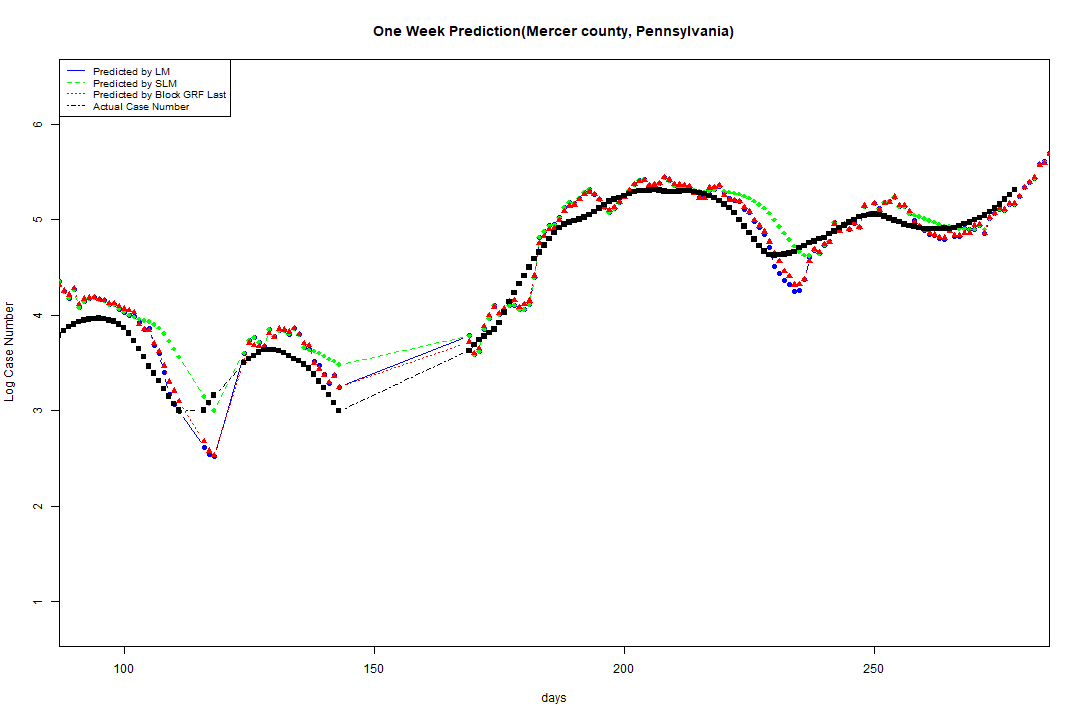 One Week Prediction(Mercer county, Pennsylvania)
Predicted by LM
Predicted by SLM
Predicted by Block GRF Last
Actual Case Number
6
5
4
3
2
1
Log Case Number
100 150 200 250
days